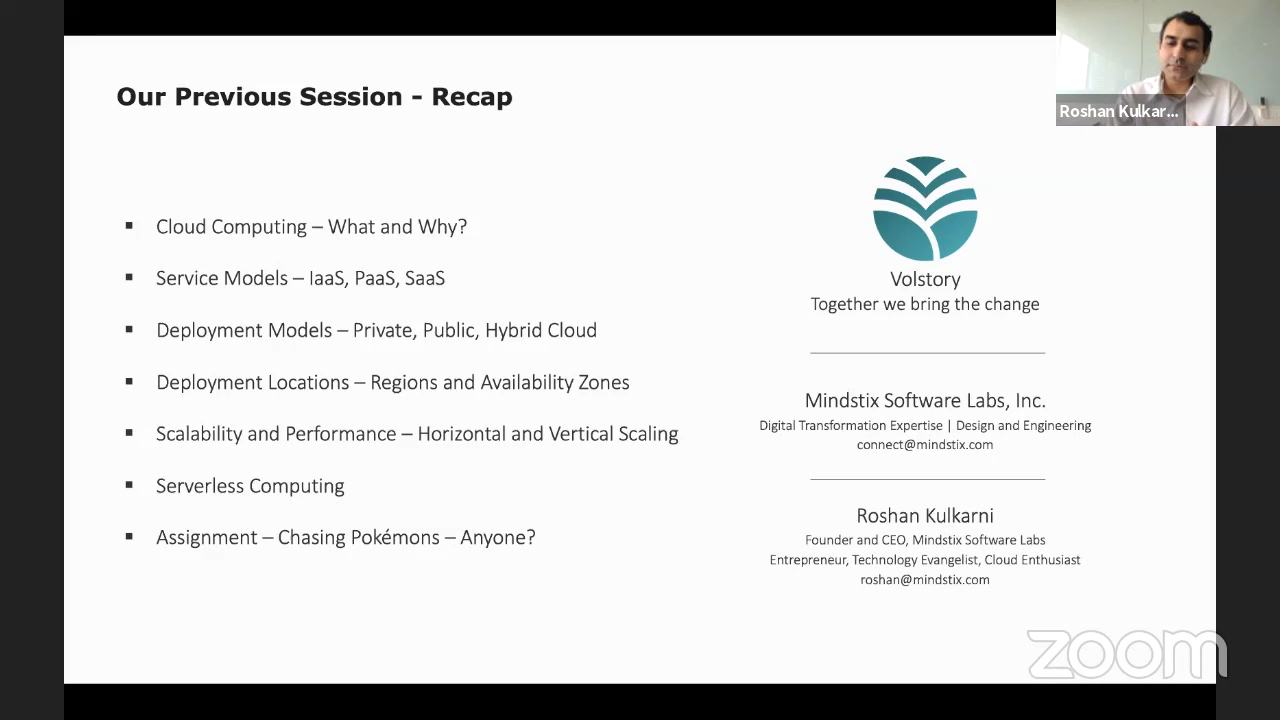 Our Previous Session - Recap
▪ Cloud Computing – What and Why?
▪ Service Models – IaaS, PaaS, SaaS
▪ Deployment Models – Private, Public, Hybrid Cloud
▪ Deployment Locations – Regions and Availability Zones
▪ Scalability and Performance – Horizontal and Vertical Scaling
▪ Serverless Computing
▪ Assignment – Chasing Pokémons – Anyone?
Volstory
Together we bring the change
Mindstix Software Labs, Inc.
Digital Transformation Expertise | Design and Engineering
connect@mindstix.com
Roshan Kulkarni
Founder and CEO, Mindstix Software Labs
Entrepreneur, Technology Evangelist, Cloud Enthusiast
roshan@mindstix.com
Roshan Kulkar...
zoom